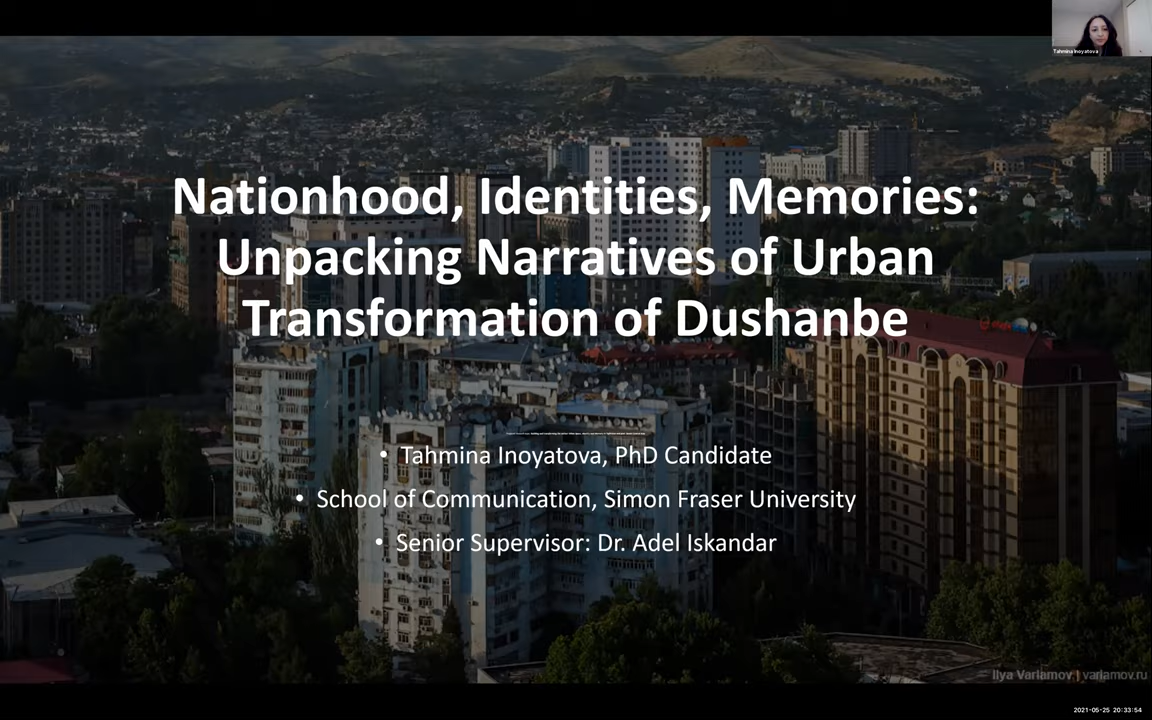 Tahmina Inoyatova
Nationhood, Identities, Memories:
Unpacking Narratives of Urban
Transformation of Dushanbe
• Tahmina Inoyatova, PhD Candidate
• School of Communication, Simon Fraser University
• Senior Supervisor: Dr. Adel Iskandar
Ilya Varlamov | varlamov.ru
2021-05-25 20:33:54